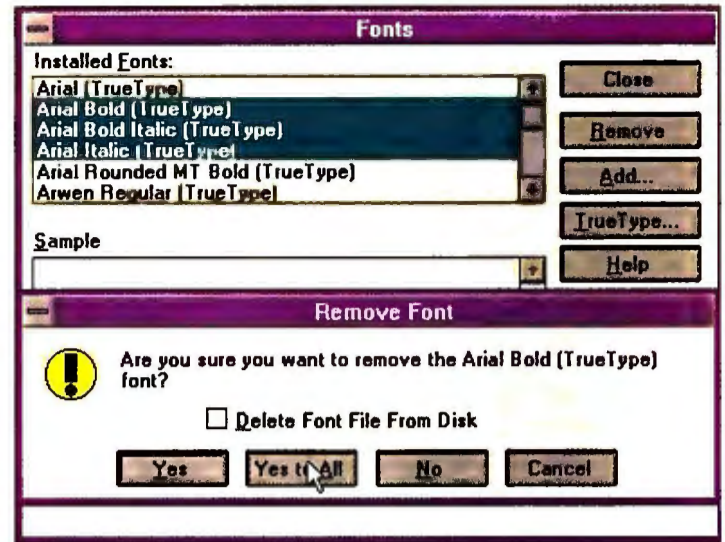 Fonts
Installed Fonts:
Arial (TrueType)
Arial Bold (TrueType)
Arial Bold Italic (TrueType)
Arial Italic (TrueType)
Arial Rounded MT Bold (TrueType)
Arwen Regular (TrueType)
Close
Remove
Add...
TrueType...
Help
Sample
Remove Font
Are you sure you want to remove the Arial Bold (TrueType)
font?
Delete Font File From Disk
Yes
Yes to All
No
Cancel